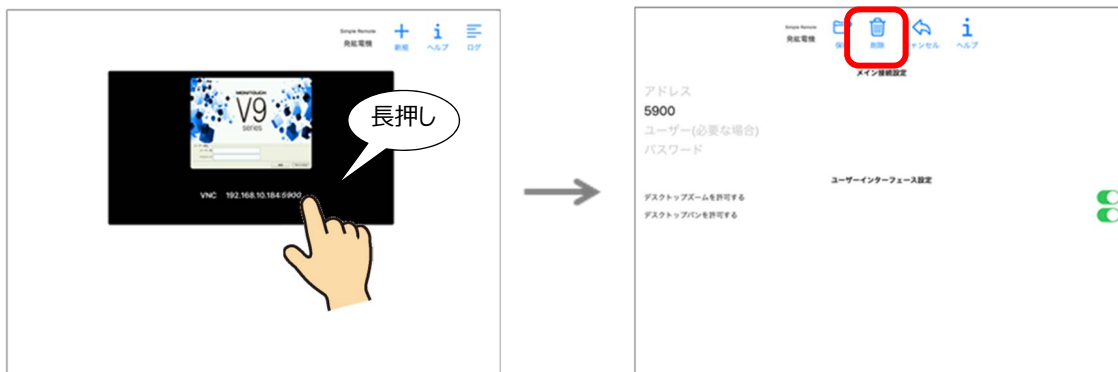 Simple Remote
発紘電機
新規
ヘルプ
ログ
MONITOUCH
V9
series
長押し
VNC 192.168.10.184:5900
Simple Remote
発紘電機
削除
ャンセル
ヘルプ
メイン接続設定
アドレス
5900
ユーザー(必要な場合)
パスワード
ユーザーインターフェース設定
デスクトップズームを許可する
デスクトップパンを許可する